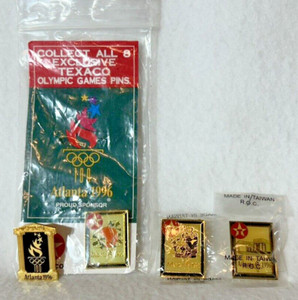 COLLECT ALL 8
EXCLUSIVE
TEXACO
OLYMPIC GAMES PINS.
Atlanta 1996
PROUD SPONSOR
Atlanta 1996
MADE IN TAIWAN
R.O.C.
MADE IN TAIWAN
R.O.C.